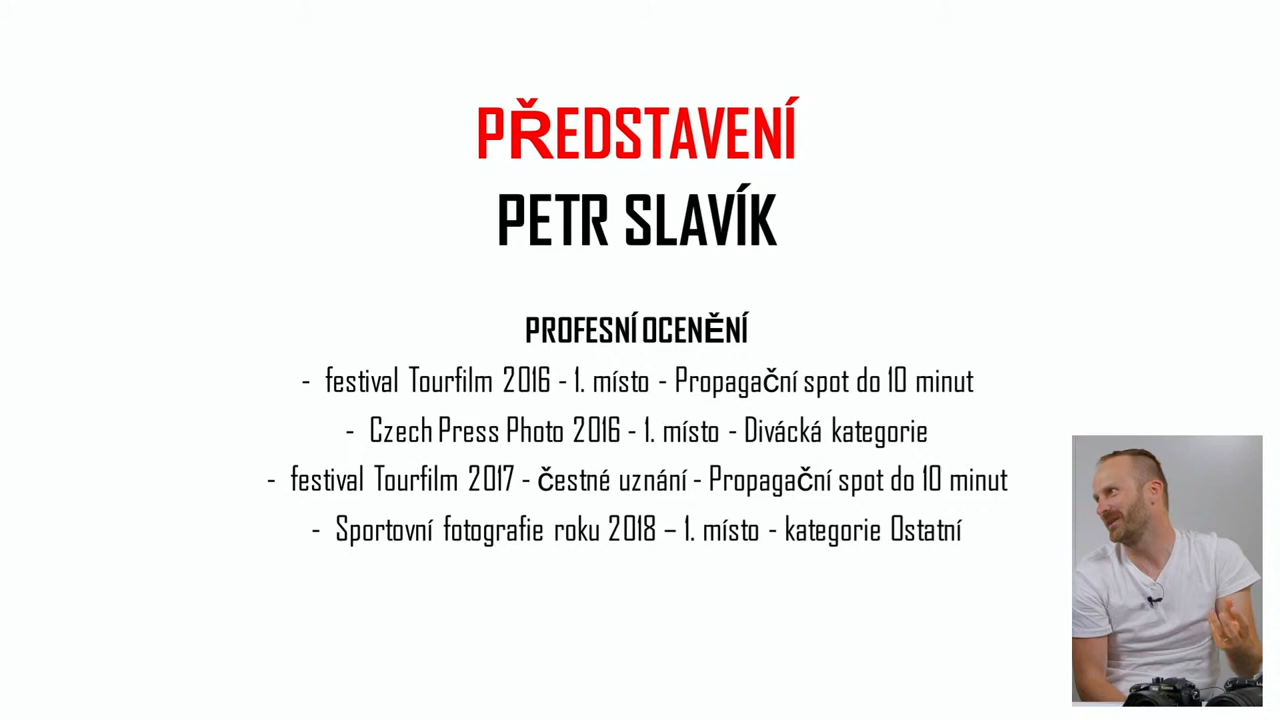 PŘEDSTAVENÍ
PETR SLAVÍK
PROFESNÍ OCENĚNÍ
- festival Tourfilm 2016 - 1. místo - Propagační spot do 10 minut
- Czech Press Photo 2016 - 1. místo - Divácká kategorie
- festival Tourfilm 2017 - čestné uznání - Propagační spot do 10 minut
- Sportovní fotografie roku 2018 – 1. místo - kategorie Ostatní